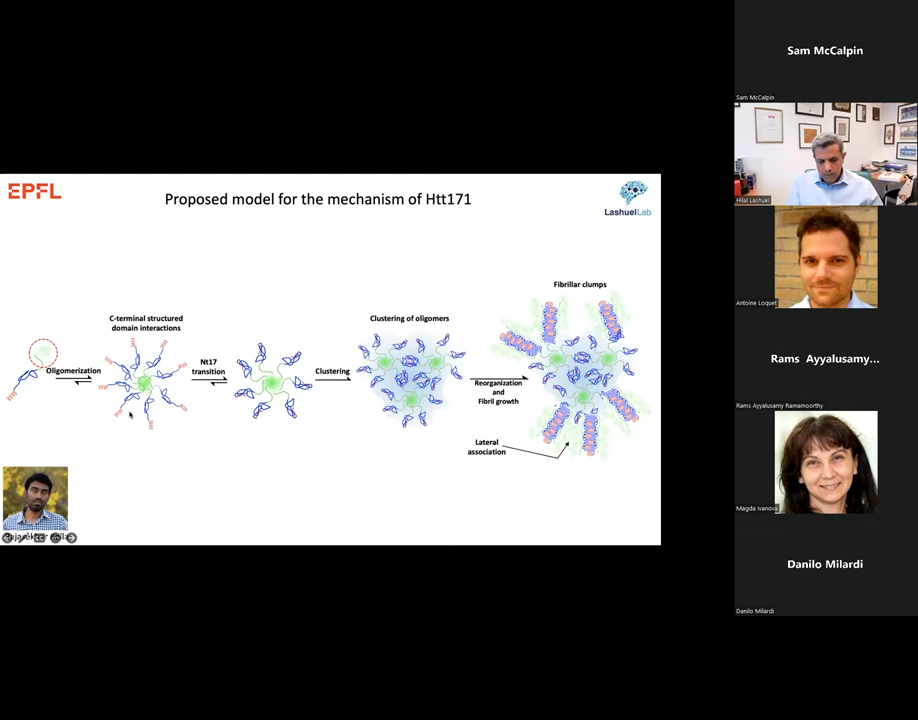 EPFL
Proposed model for the mechanism of Htt171
LashuelLab
C-terminal structured
domain interactions
Oligomerization
Nt17
transition
Clustering
Clustering of oligomers
Reorganization
and
Fibril growth
Lateral
association
Fibrillar clumps
Sam McCalpin
Sam McCalpin
Hilal Lashuel
Antoine Loquet
Rams Ayyalusamy...
Rams Ayyalusamy Ramamoorthy
Magda Ivanova
Danilo Milardi
Danilo Milardi